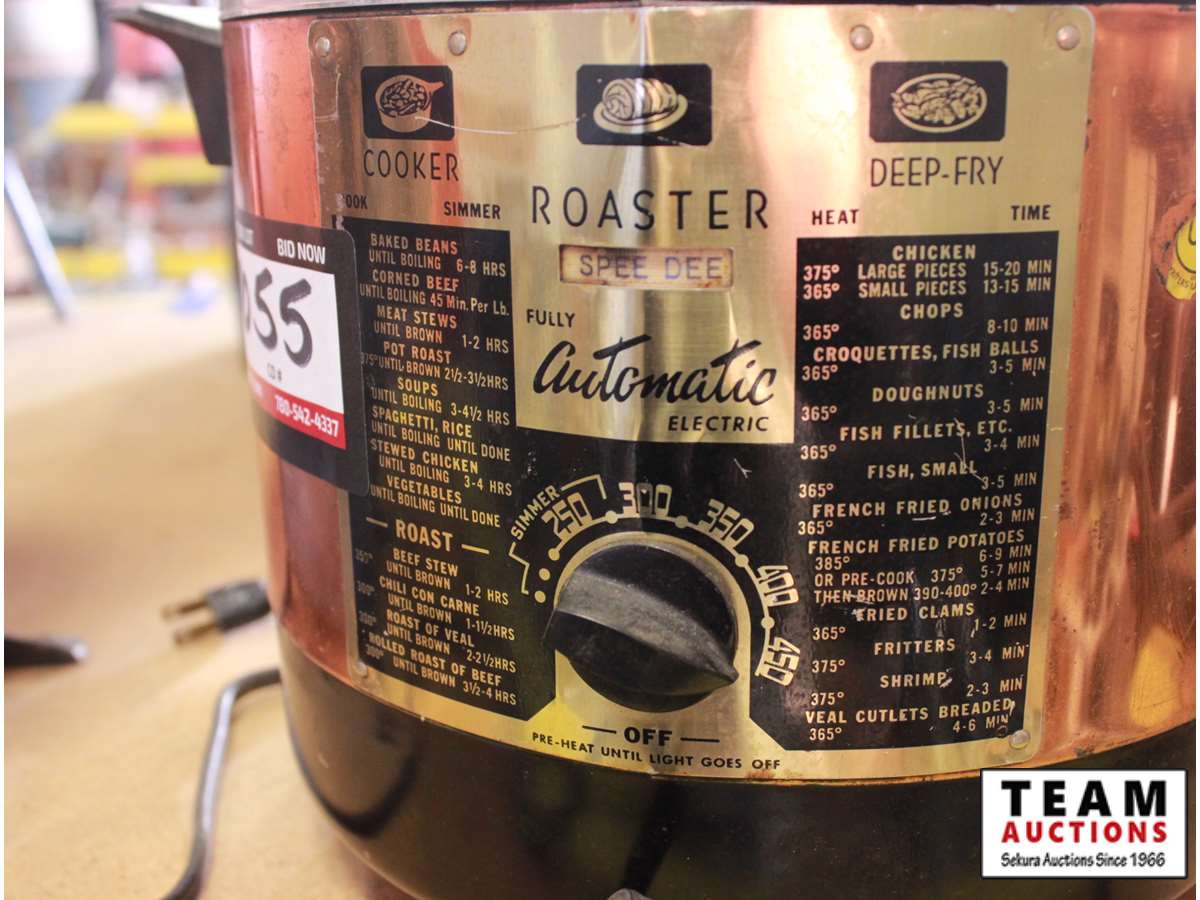 COOKER
ROASTER
DEEP-FRY
SPEE DEE
FULLY
Automatic
ELECTRIC
BID NOW
055
CO #
780-542-4337
OOK SIMMER
BAKED BEANS
UNTIL BOILING 6-8 HRS
CORNED BEEF
UNTIL BOILING 45 Min. Per Lb.
MEAT STEWS
UNTIL BROWN 1-2 HRS
POT ROAST
375° UNTIL BROWN 2½-3½HRS
SOUPS
UNTIL BOILING 3-4½ HRS
SPAGHETTI, RICE
UNTIL BOILING UNTIL DONE
STEWED CHICKEN
UNTIL BOILING 3-4 HRS
VEGETABLES
UNTIL BOILING UNTIL DONE
— ROAST —
350° BEEF STEW
UNTIL BROWN 1-2 HRS
300° CHILI CON CARNE
UNTIL BROWN 1-1½HRS
300° ROAST OF VEAL
UNTIL BROWN 2-2½HRS
ROLLED ROAST OF BEEF
300° UNTIL BROWN 3½-4 HRS
SIMMER
250 300 350 400 450
— OFF —
PRE-HEAT UNTIL LIGHT GOES OFF
HEAT TIME
CHICKEN
375° LARGE PIECES 15-20 MIN
365° SMALL PIECES 13-15 MIN
CHOPS
365° 8-10 MIN
CROQUETTES, FISH BALLS
365° 3-5 MIN
DOUGHNUTS
365° 3-5 MIN
FISH FILLETS, ETC.
365° 3-4 MIN
FISH, SMALL
365° 3-5 MIN
FRENCH FRIED ONIONS
365° 2-3 MIN
FRENCH FRIED POTATOES
385° 6-9 MIN
OR PRE-COOK 375° 5-7 MIN
THEN BROWN 390-400° 2-4 MIN
FRIED CLAMS
365° 1-2 MIN
FRITTERS
375° 3-4 MIN
SHRIMP
375° 2-3 MIN
VEAL CUTLETS BREADED
365° 4-6 MIN
TEAM
AUCTIONS
Sekura Auctions Since 1966